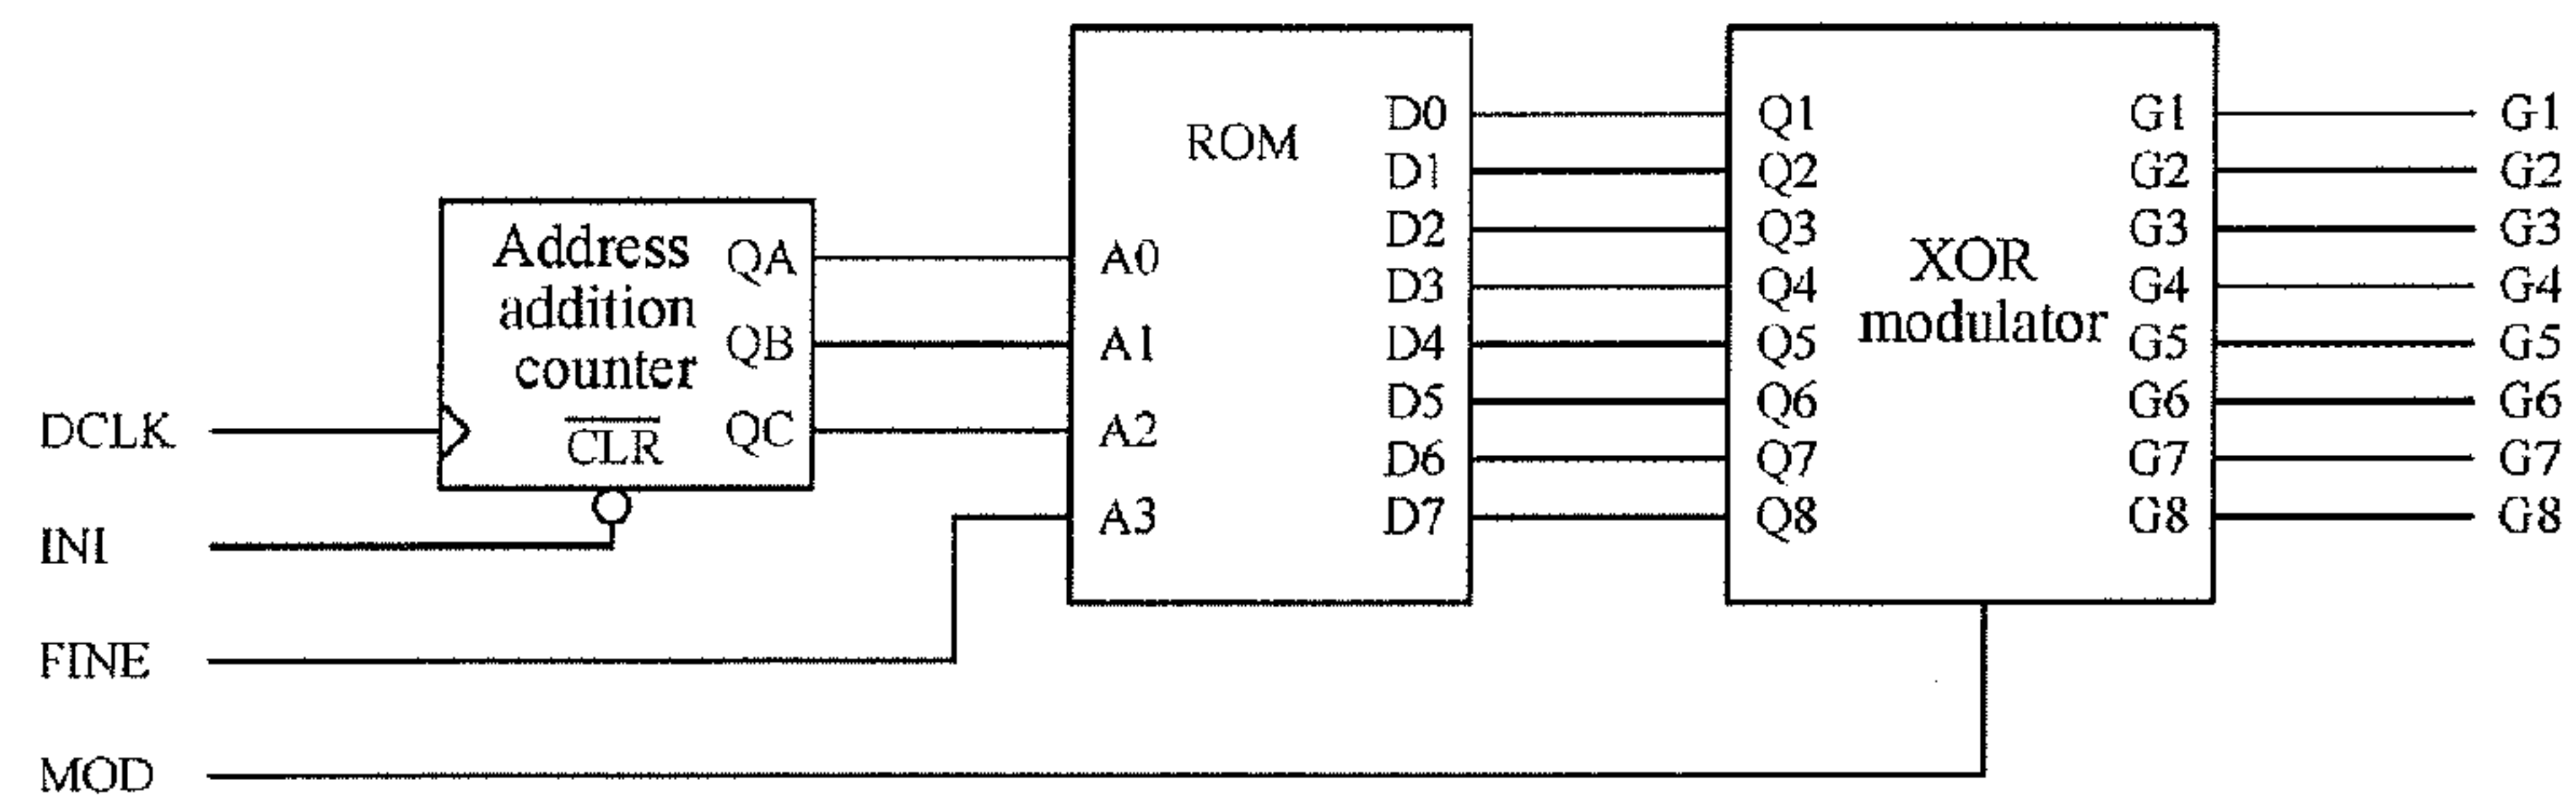 DCLK
INI
FINE
MOD
Address
addition
counter
CLR
QA
QB
QC
ROM
A0
A1
A2
A3
D0
D1
D2
D3
D4
D5
D6
D7
Q1
Q2
Q3
Q4
Q5
Q6
Q7
Q8
XOR
modulator
G1
G2
G3
G4
G5
G6
G7
G8
G1
G2
G3
G4
G5
G6
G7
G8